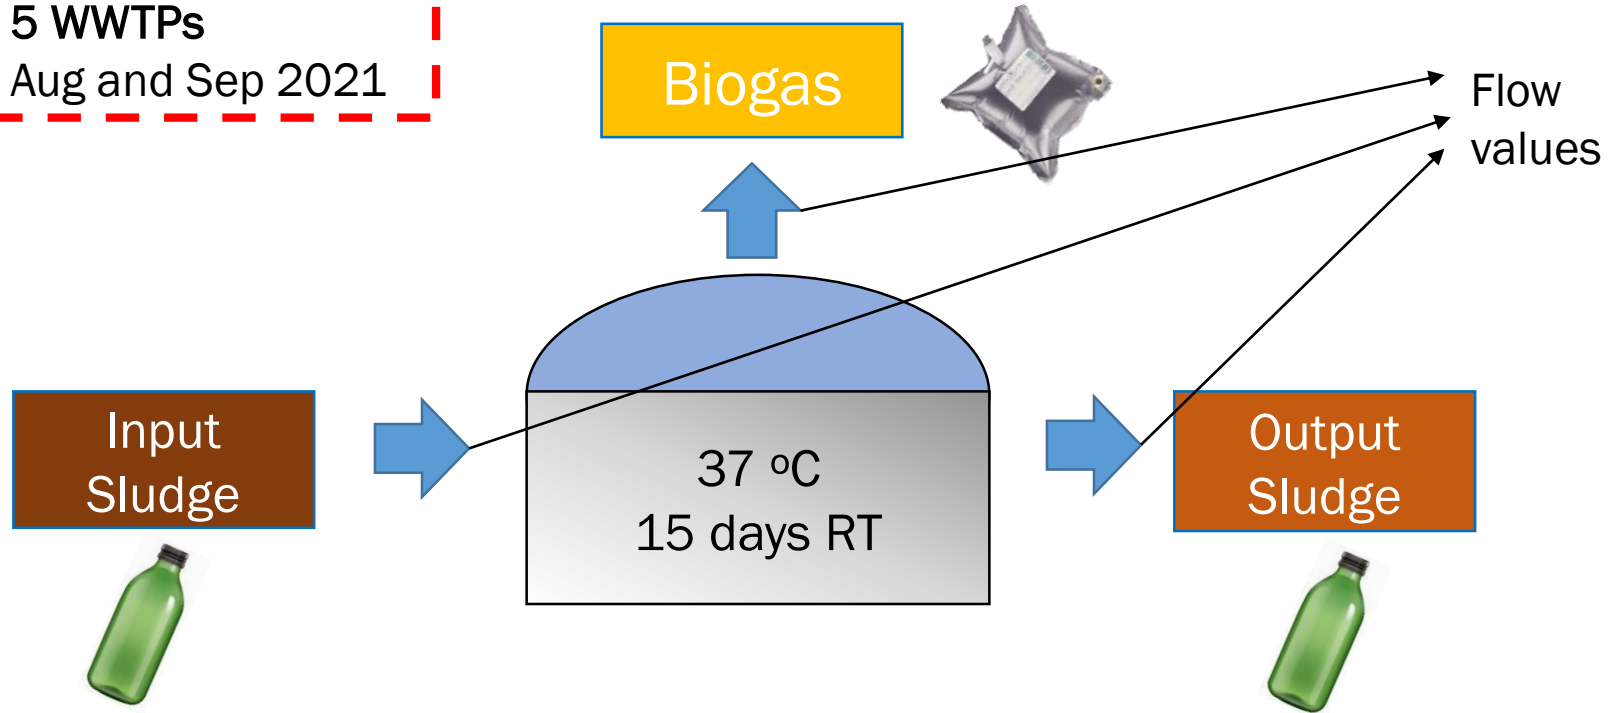 5 WWTPs
Aug and Sep 2021
Biogas
Flow
values
Input
Sludge
37 ºC
15 days RT
Output
Sludge